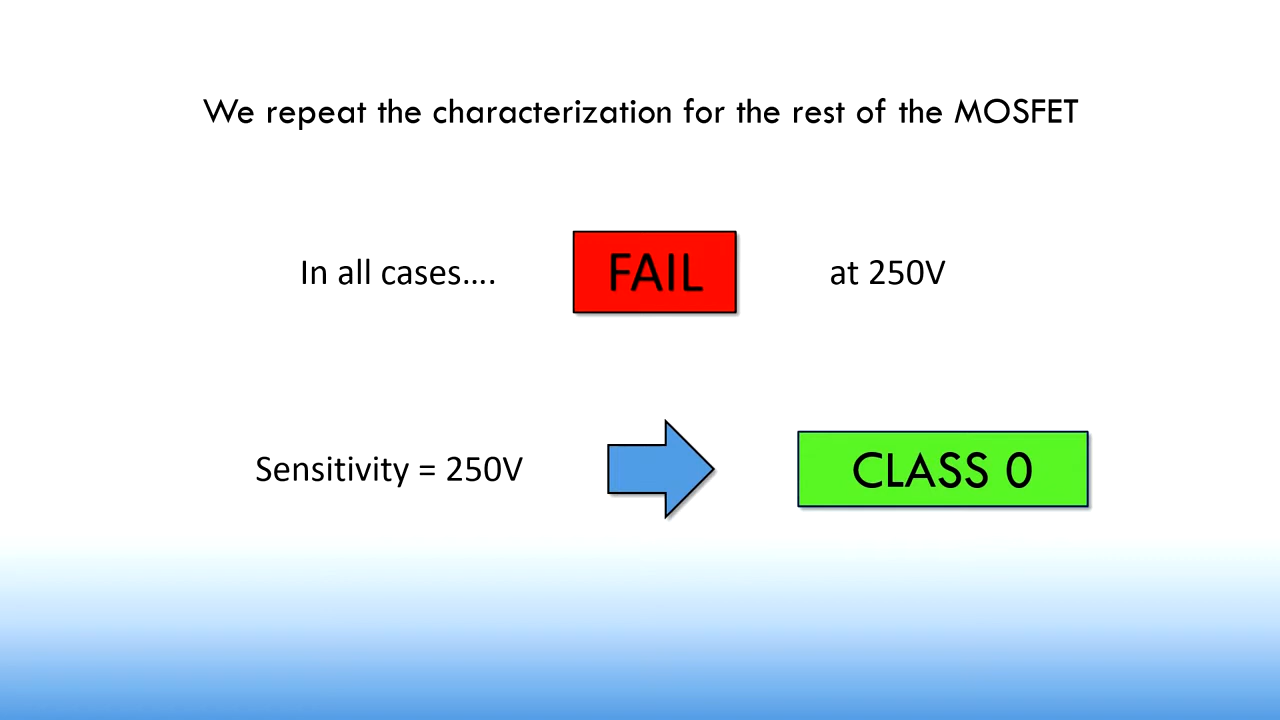 We repeat the characterization for the rest of the MOSFET
In all cases.... FAIL at 250V
Sensitivity = 250V CLASS 0